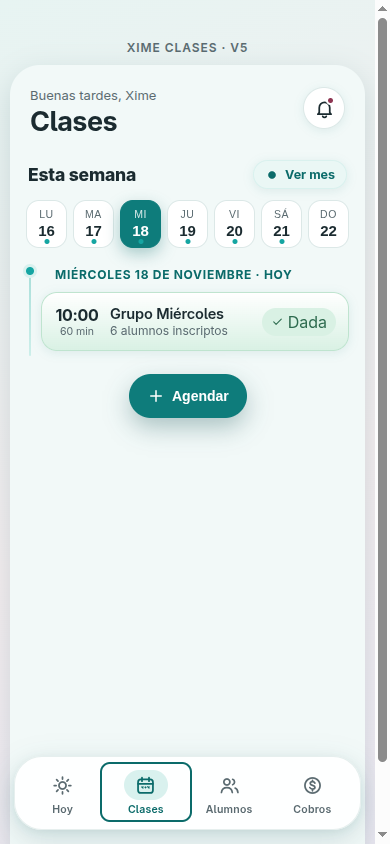 XIME CLASES · V5
Buenas tardes, Xime
Clases
Esta semana
Ver mes
LU MA MI JU VI SÁ DO
16 17 18 19 20 21 22
MIÉRCOLES 18 DE NOVIEMBRE · HOY
10:00 Grupo Miércoles
60 min 6 alumnos inscriptos
✓ Dada
+ Agendar
Hoy Clases Alumnos Cobros